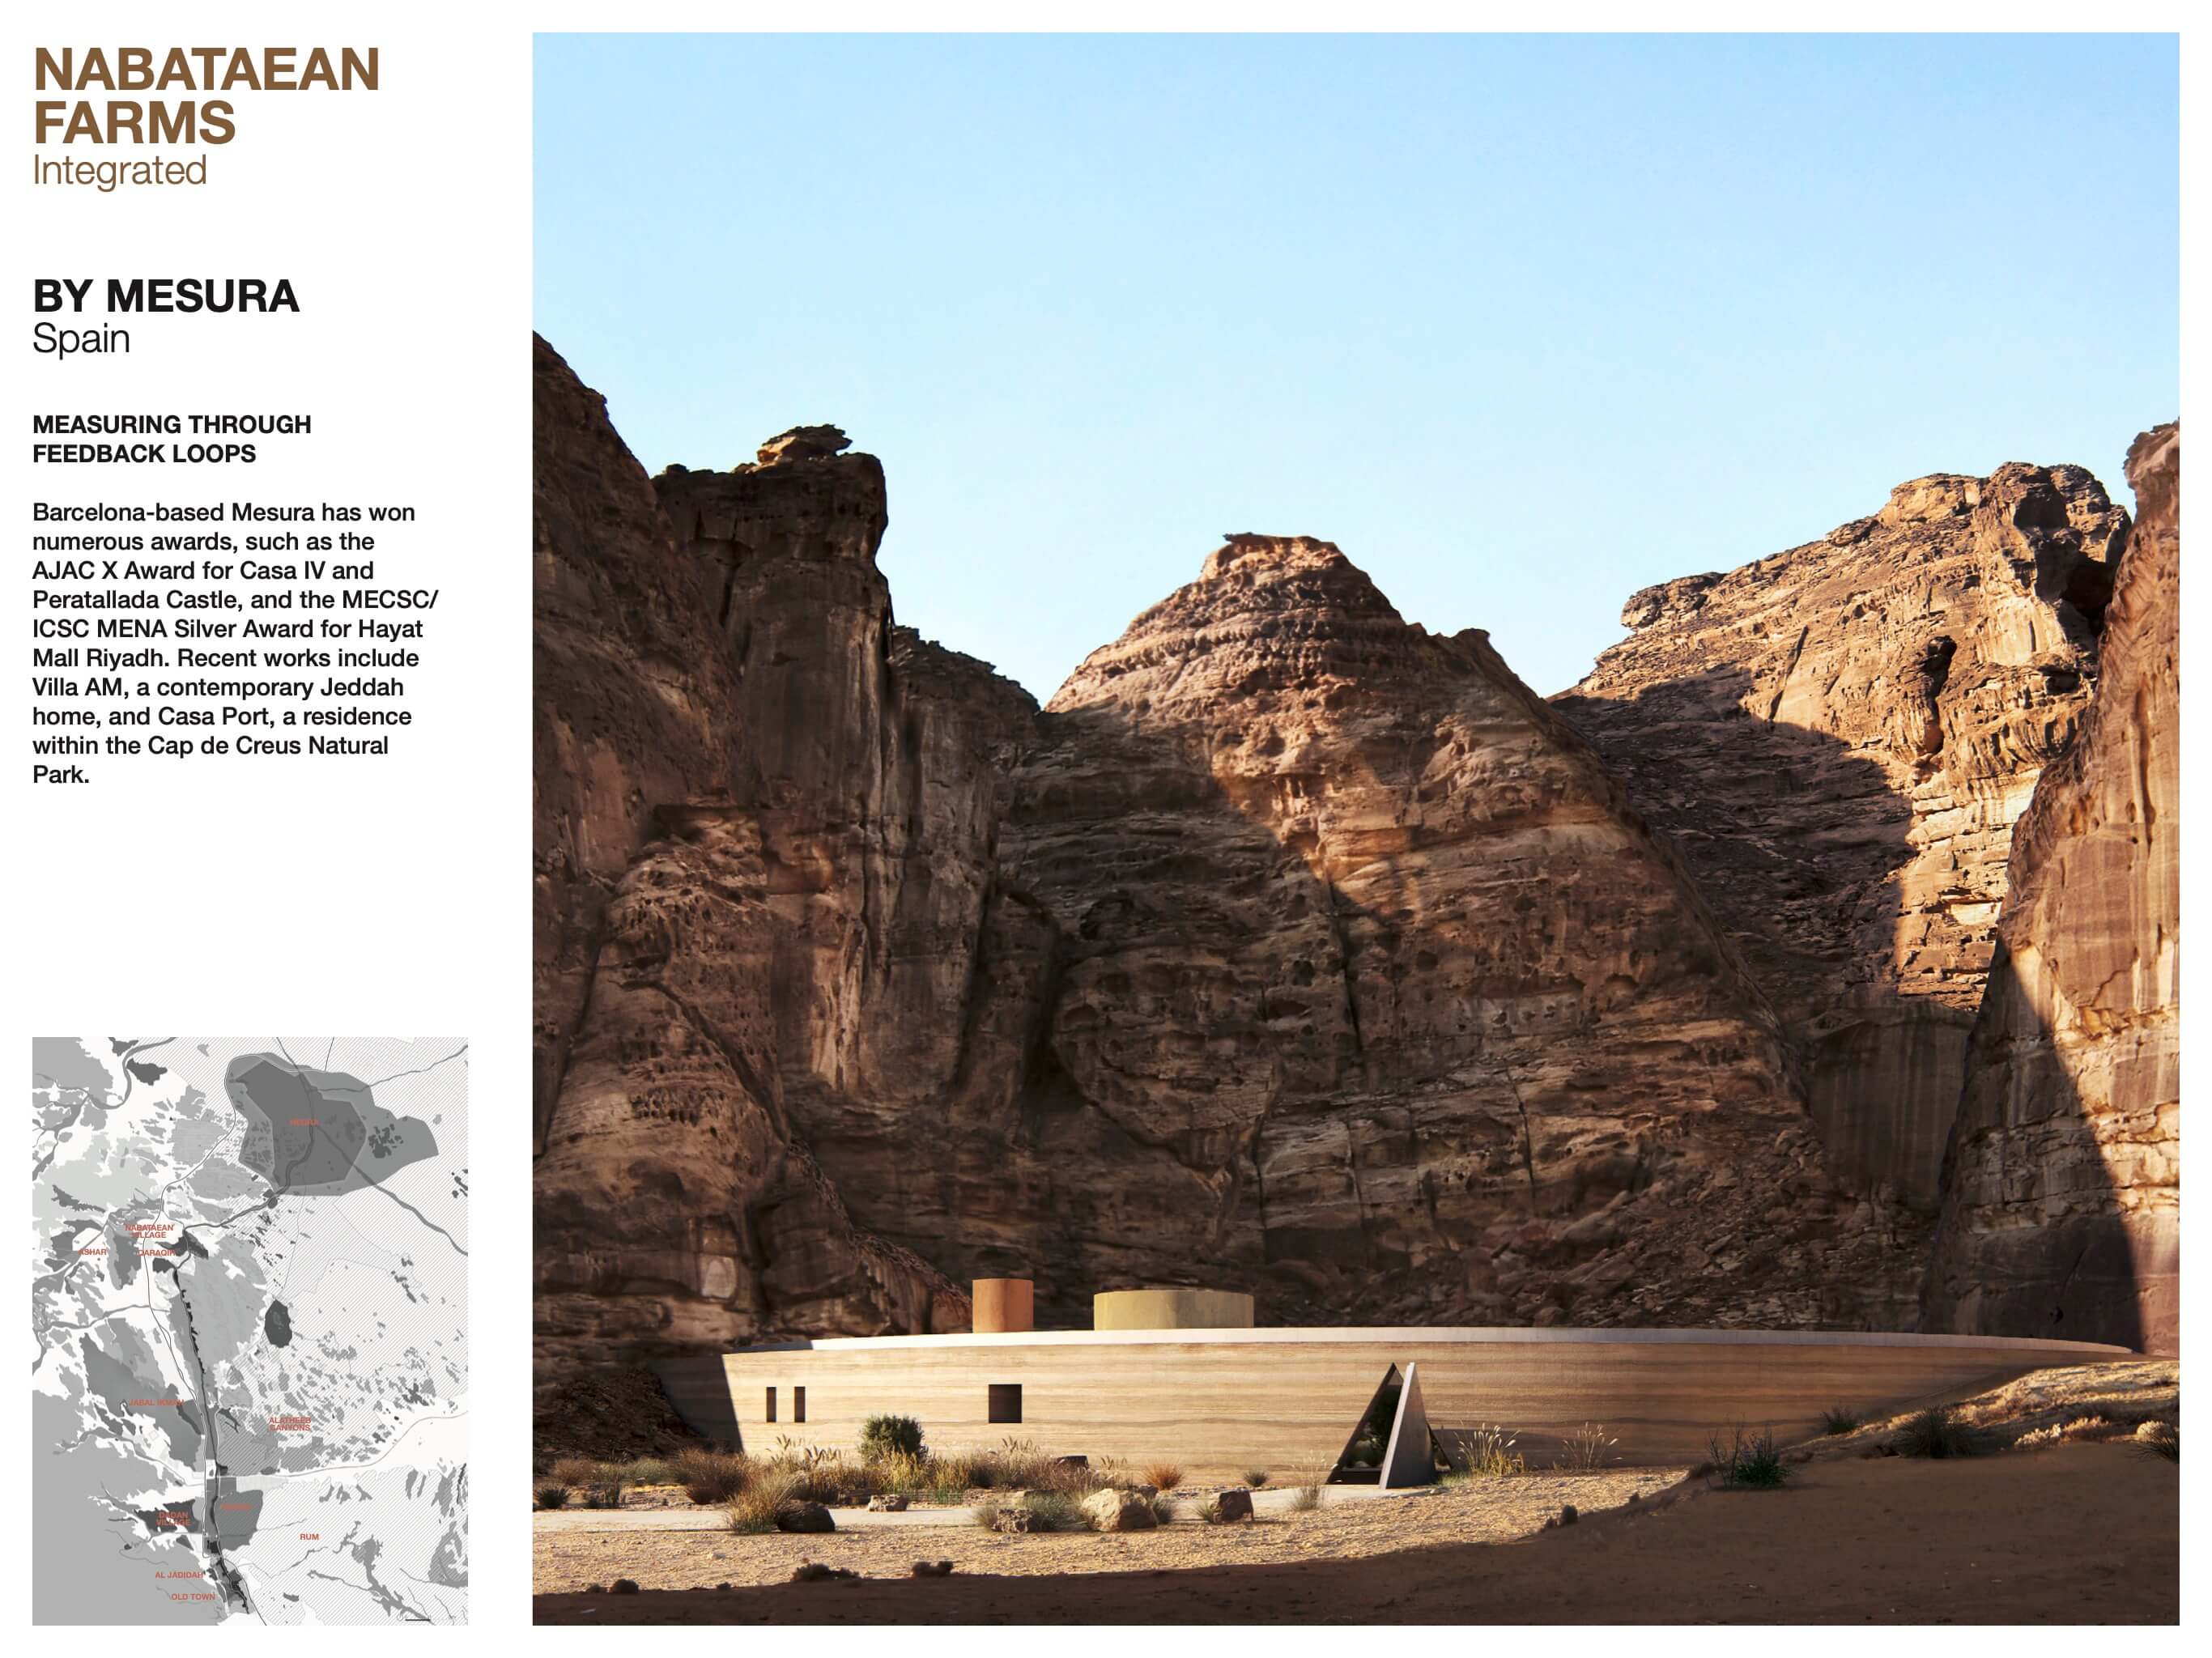 NABATAEAN
FARMS
Integrated
BY MESURA
Spain
MEASURING THROUGH
FEEDBACK LOOPS
Barcelona-based Mesura has won
numerous awards, such as the
AJAC X Award for Casa IV and
Peratallada Castle, and the MECSC/
ICSC MENA Silver Award for Hayat
Mall Riyadh. Recent works include
Villa AM, a contemporary Jeddah
home, and Casa Port, a residence
within the Cap de Creus Natural
Park.
NABATAEAN
VILLAGE
ASHAR
QARAQIR
JABAL
ALATHEEB
CANYONS
RUM
AL JADIDAH
OLD TOWN